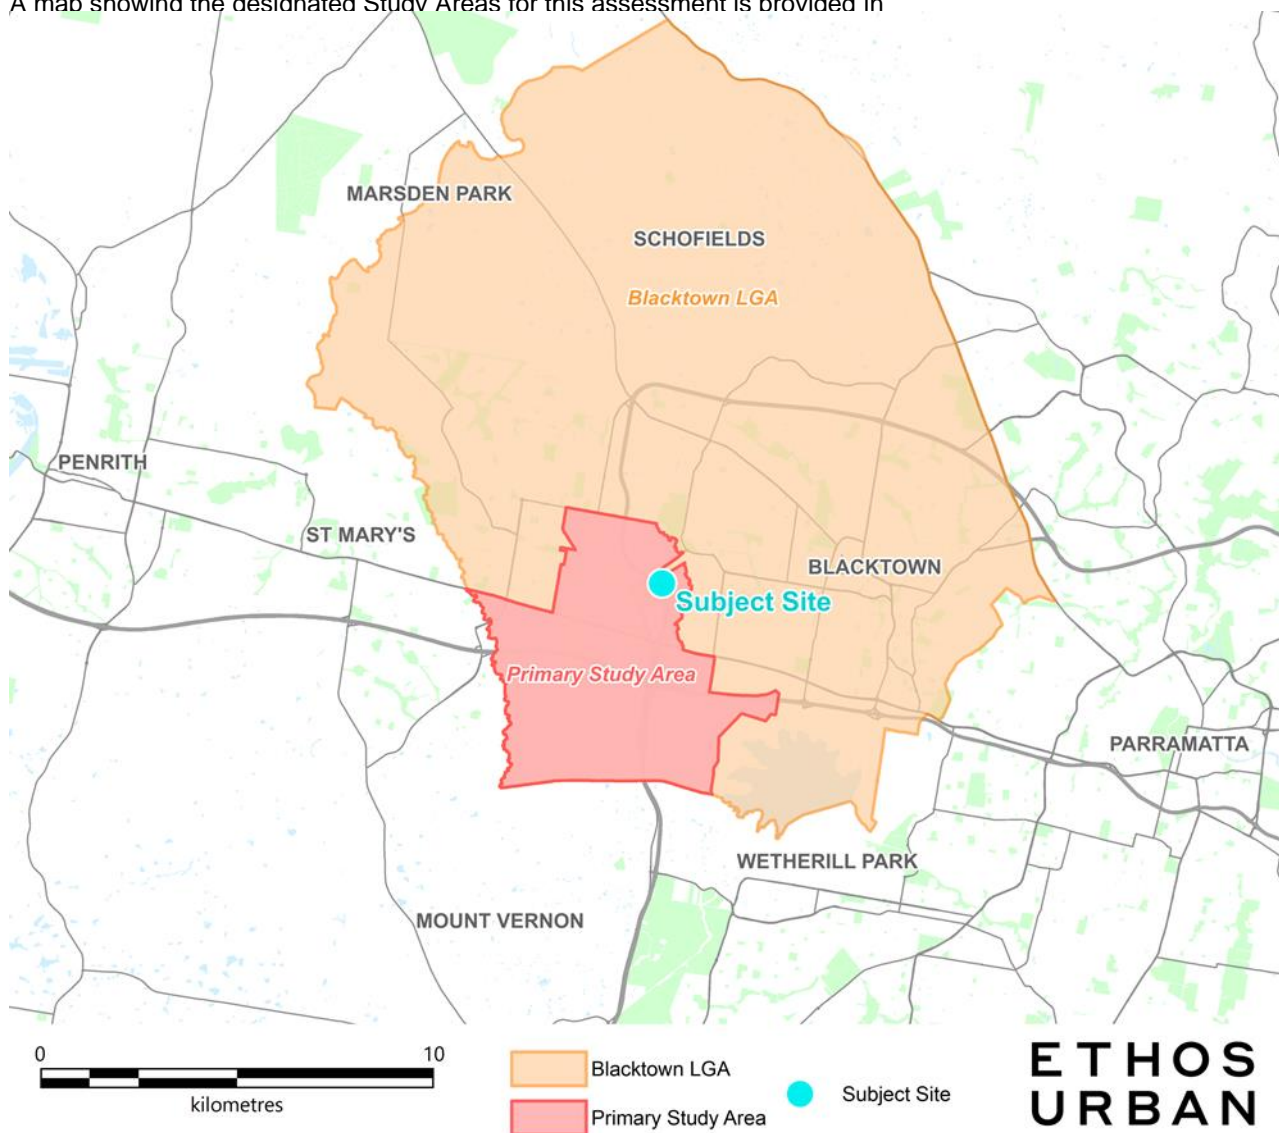 A map showing the designated Study Areas for this assessment is provided in
MARSDEN PARK
SCHOFIELDS
Blacktown LGA
PENRITH
ST MARY'S
BLACKTOWN
Subject Site
Primary Study Area
PARRAMATTA
WETHERILL PARK
MOUNT VERNON
0 10
kilometres
Blacktown LGA
Primary Study Area
Subject Site
ETHOS
URBAN